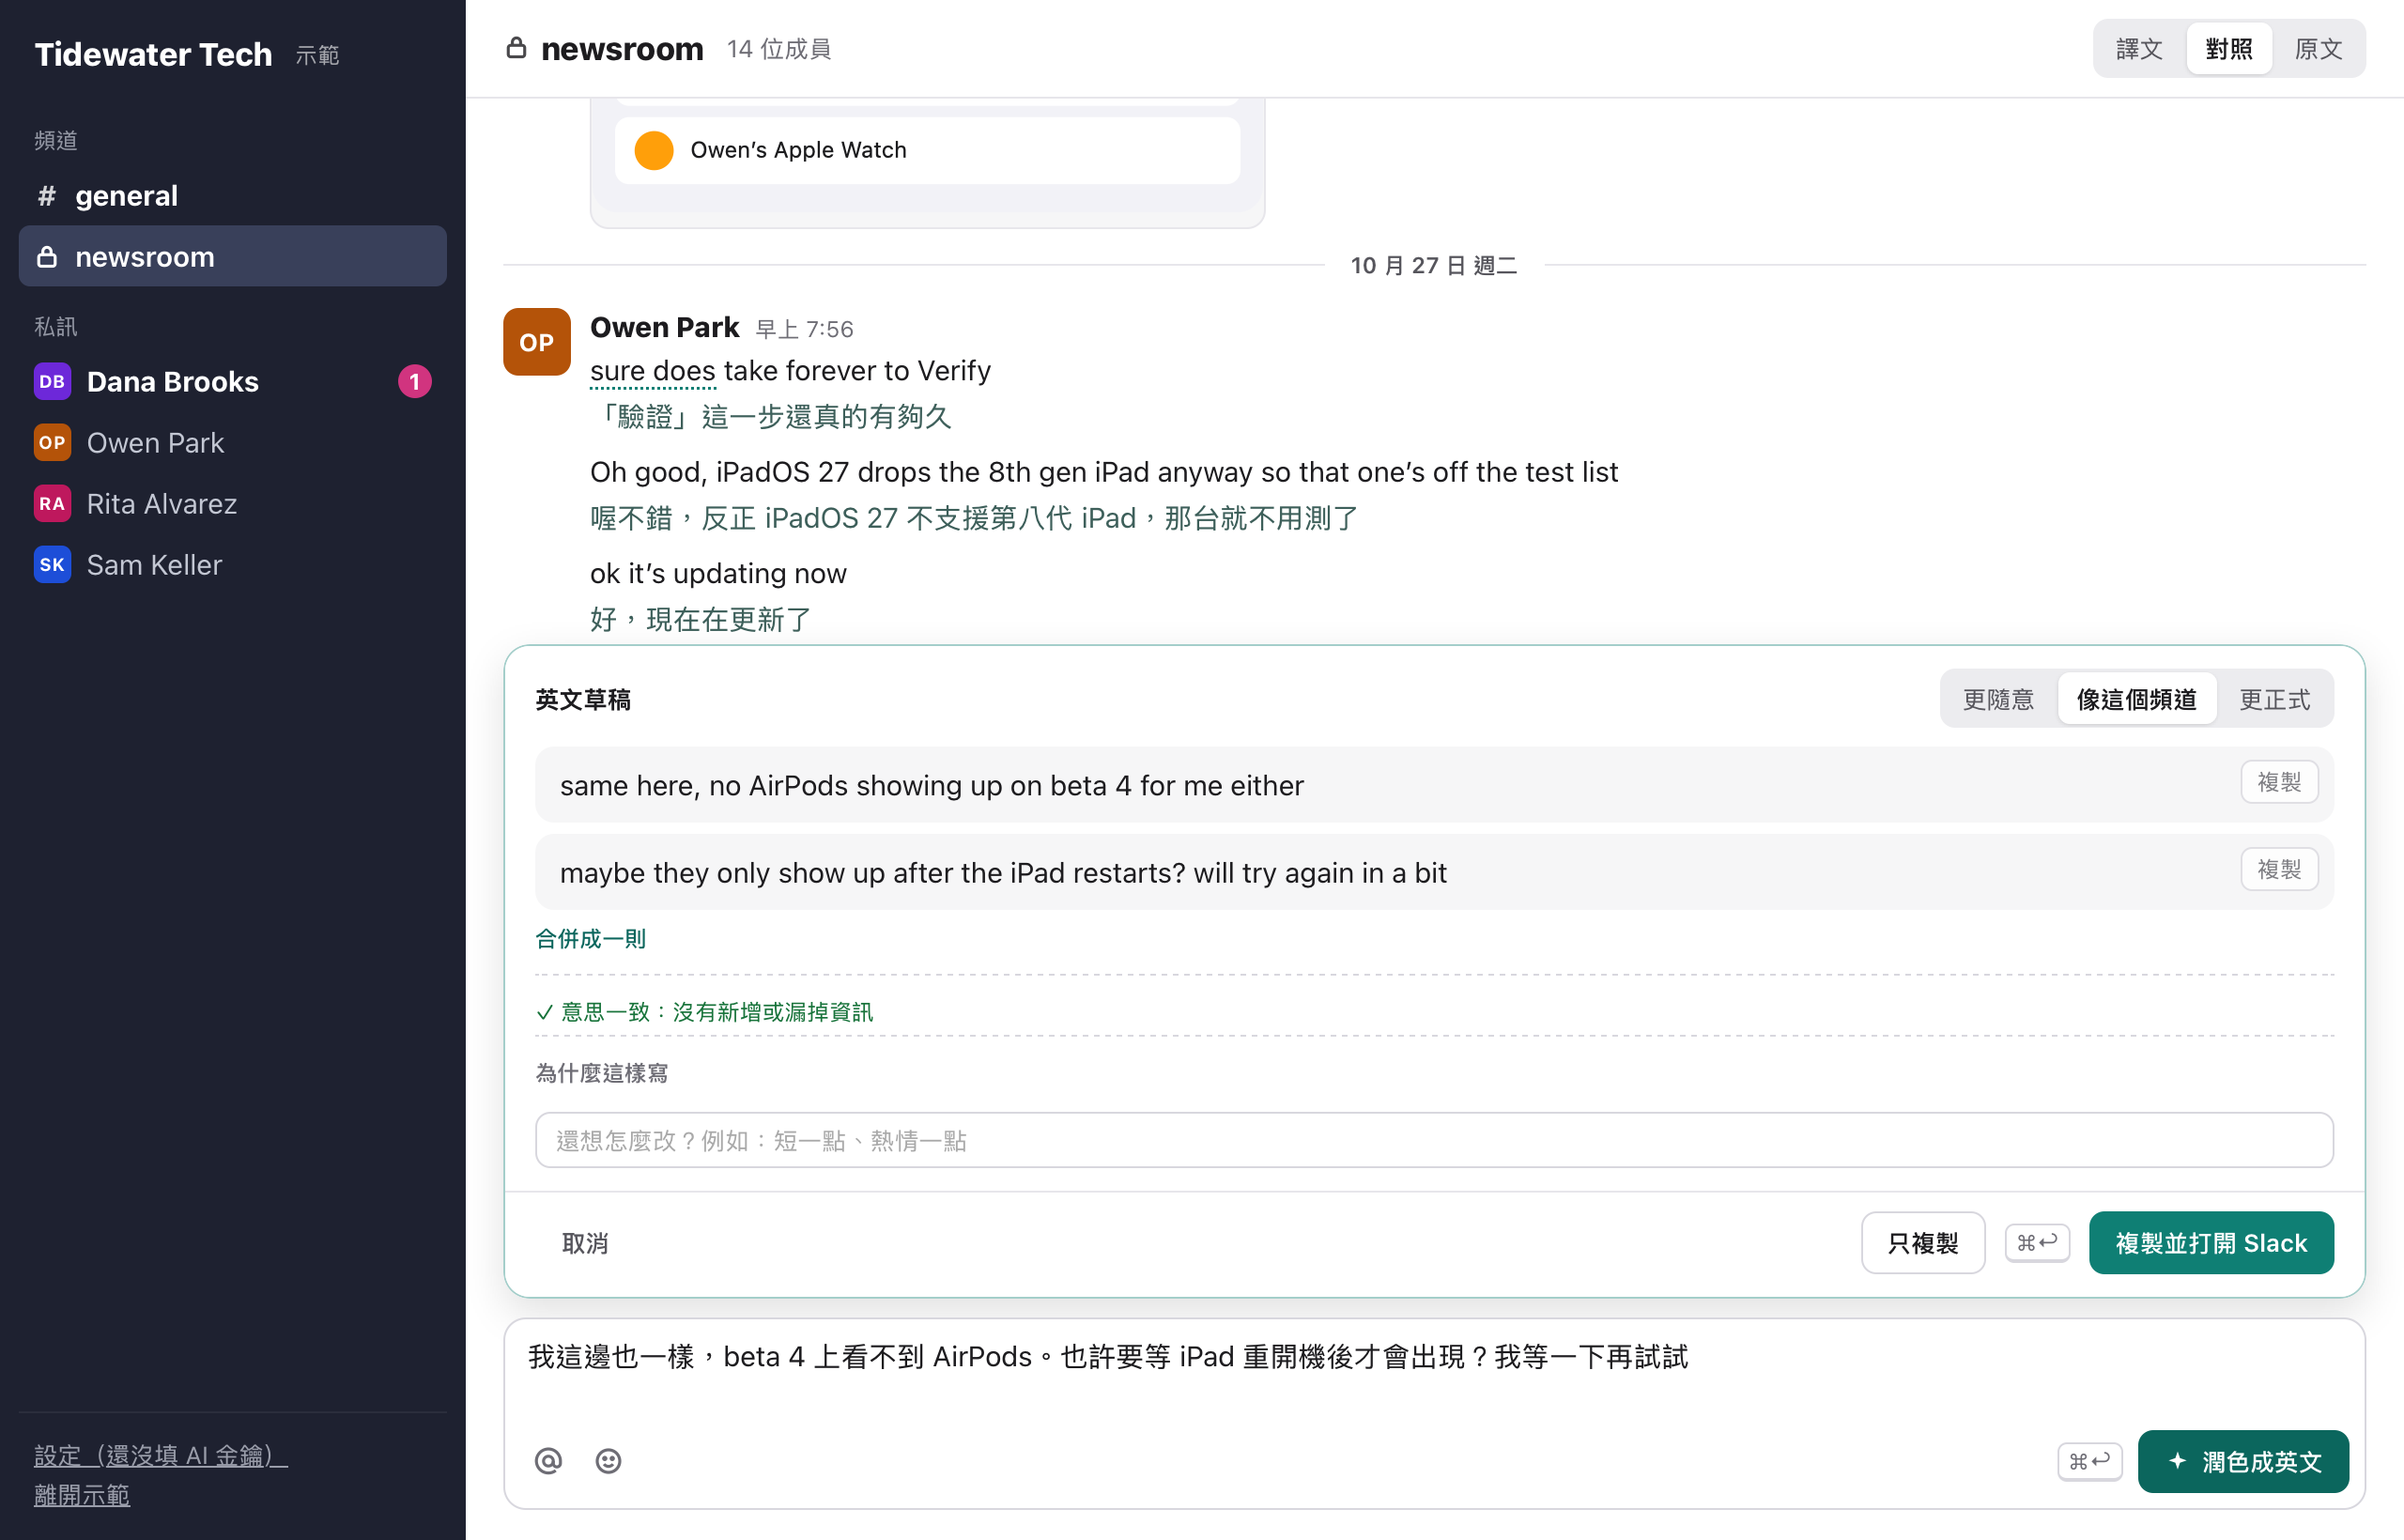 Tidewater Tech 示範
頻道
# general
newsroom
私訊
DB Dana Brooks 1
OP Owen Park
RA Rita Alvarez
SK Sam Keller
設定（還沒填 AI 金鑰）
離開示範
newsroom 14 位成員
譯文 對照 原文
Owen’s Apple Watch
10 月 27 日 週二
OP Owen Park 早上 7:56
sure does take forever to Verify
「驗證」這一步還真的有夠久
Oh good, iPadOS 27 drops the 8th gen iPad anyway so that one’s off the test list
喔不錯，反正 iPadOS 27 不支援第八代 iPad，那台就不用測了
ok it’s updating now
好，現在在更新了
英文草稿
更隨意 像這個頻道 更正式
same here, no AirPods showing up on beta 4 for me either 複製
maybe they only show up after the iPad restarts? will try again in a bit 複製
合併成一則
✓ 意思一致：沒有新增或漏掉資訊
為什麼這樣寫
還想怎麼改？例如：短一點、熱情一點
取消 只複製 ⌘↩ 複製並打開 Slack
我這邊也一樣，beta 4 上看不到 AirPods。也許要等 iPad 重開機後才會出現？我等一下再試試
⌘↩ 潤色成英文